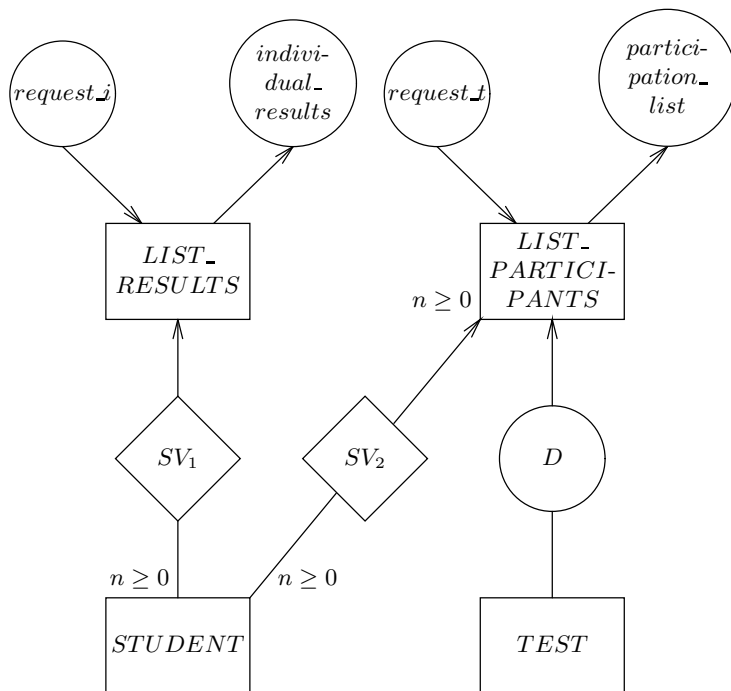 request_i
indivi-
dual_
results
request_t
partici-
pation_
list
LIST_
RESULTS
LIST_
PARTICI-
PANTS
n ≥ 0
SV₁
SV₂
D
n ≥ 0
n ≥ 0
STUDENT
TEST